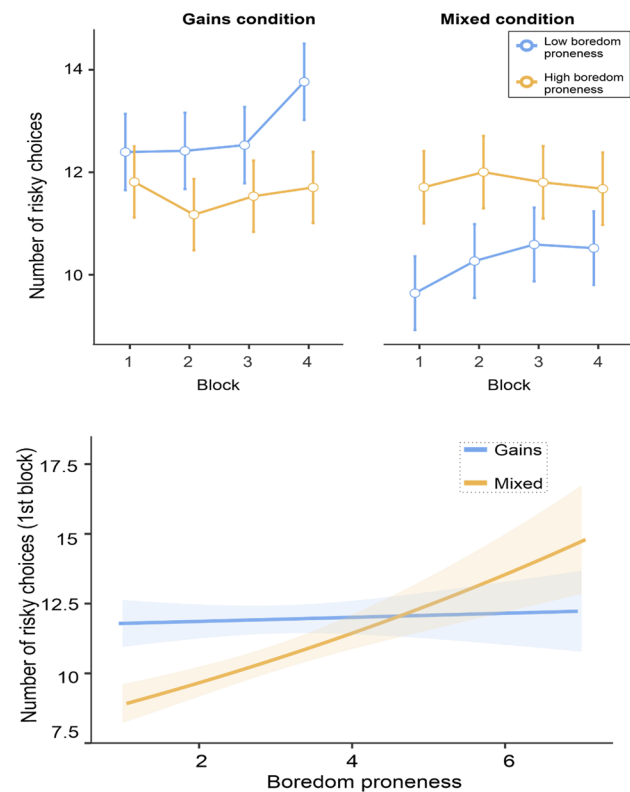 Gains condition
Mixed condition
Low boredom
proneness
High boredom
proneness
Number of risky choices
14
12
10
1 2 3 4
Block
1 2 3 4
Block
Number of risky choices (1st block)
17.5
15
12.5
10
7.5
Gains
Mixed
2 4 6
Boredom proneness